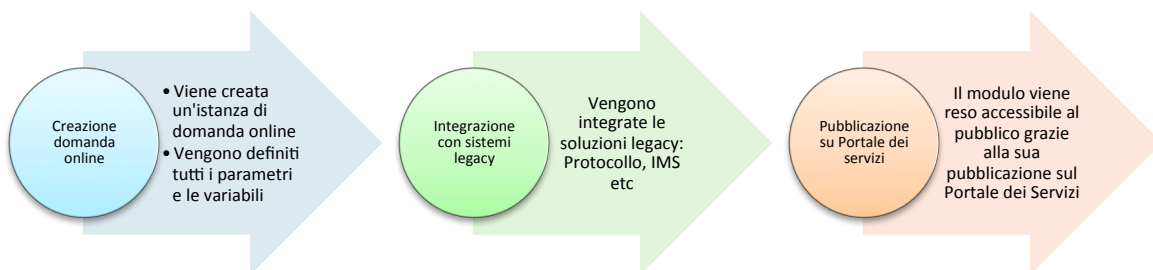 Creazione
domanda
online
• Viene creata
un'istanza di
domanda online
• Vengono definiti
tutti i parametri
e le variabili
Integrazione
con sistemi
legacy
Vengono
integrate le
soluzioni legacy:
Protocollo, IMS
etc
Pubblicazione
su Portale dei
servizi
Il modulo viene
reso accessibile al
pubblico grazie
alla sua
pubblicazione sul
Portale dei Servizi